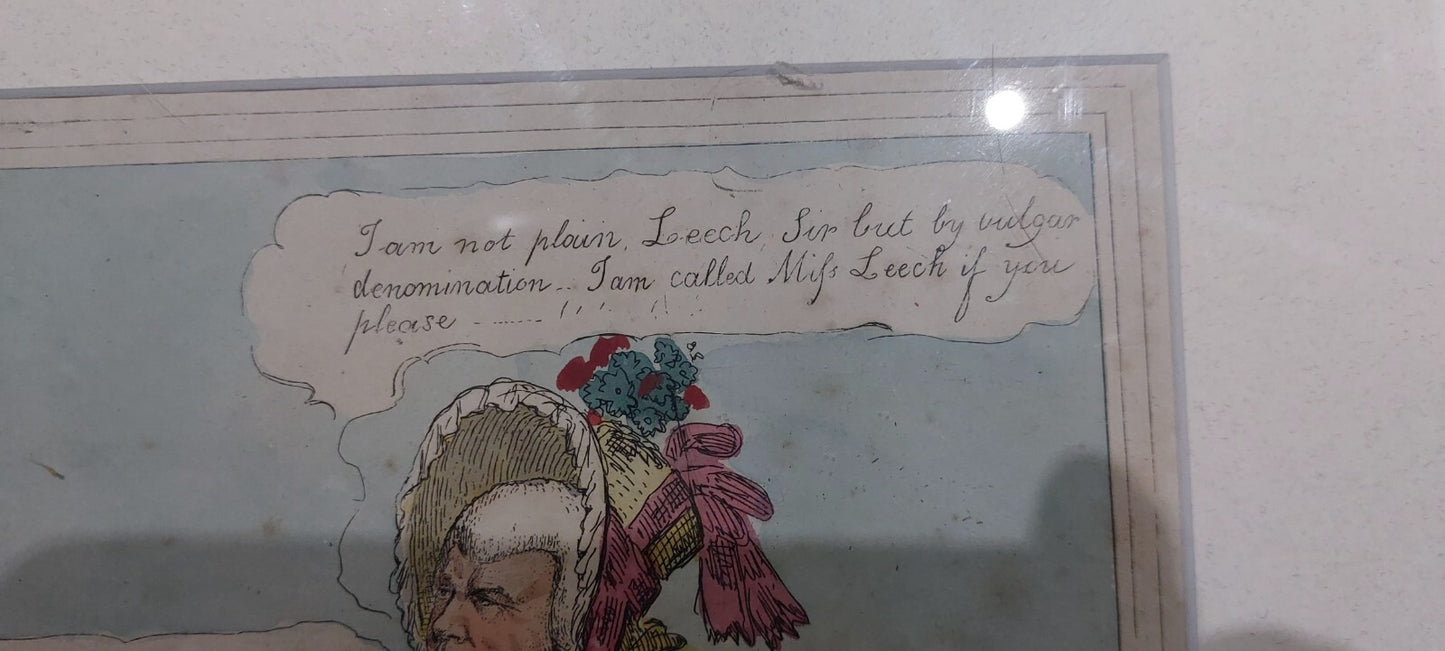 I am not plain, Leech, Sir but by vulgar
denomination.. I am called Miſs Leech if you
please - ......